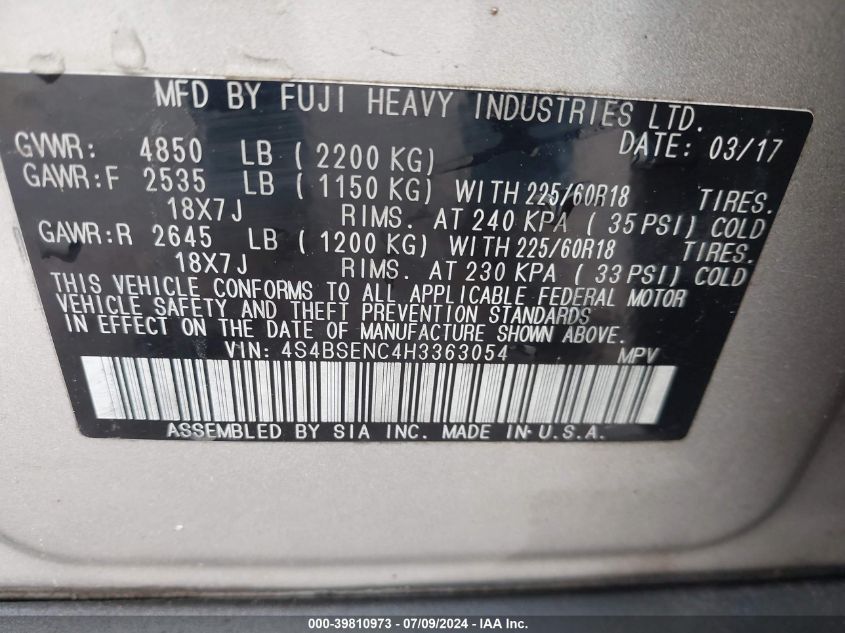 MFD BY FUJI HEAVY INDUSTRIES LTD.
GVWR: 4850 LB ( 2200 KG) DATE: 03/17
GAWR:F 2535 LB ( 1150 KG) WITH 225/60R18 TIRES.
18X7J RIMS. AT 240 KPA ( 35 PSI) COLD
GAWR:R 2645 LB ( 1200 KG) WITH 225/60R18 TIRES.
18X7J RIMS. AT 230 KPA ( 33 PSI) COLD
THIS VEHICLE CONFORMS TO ALL APPLICABLE FEDERAL MOTOR
VEHICLE SAFETY AND THEFT PREVENTION STANDARDS
IN EFFECT ON THE DATE OF MANUFACTURE SHOWN ABOVE.
VIN: 4S4BSENC4H3363054 MPV
ASSEMBLED BY SIA INC. MADE IN U.S.A.
000-39810973 / 07/09/2024 - IAA Inc.